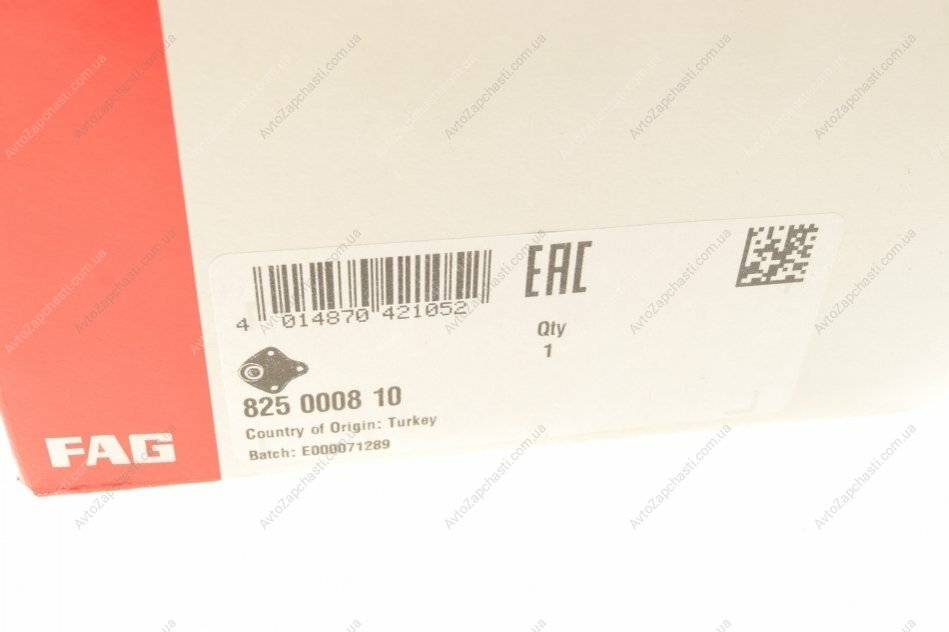 EAC
4 014870 421052
Qty
1
825 0008 10
Country of Origin: Turkey
Batch: E000071289
FAG
AvtoZapchasti.com.ua